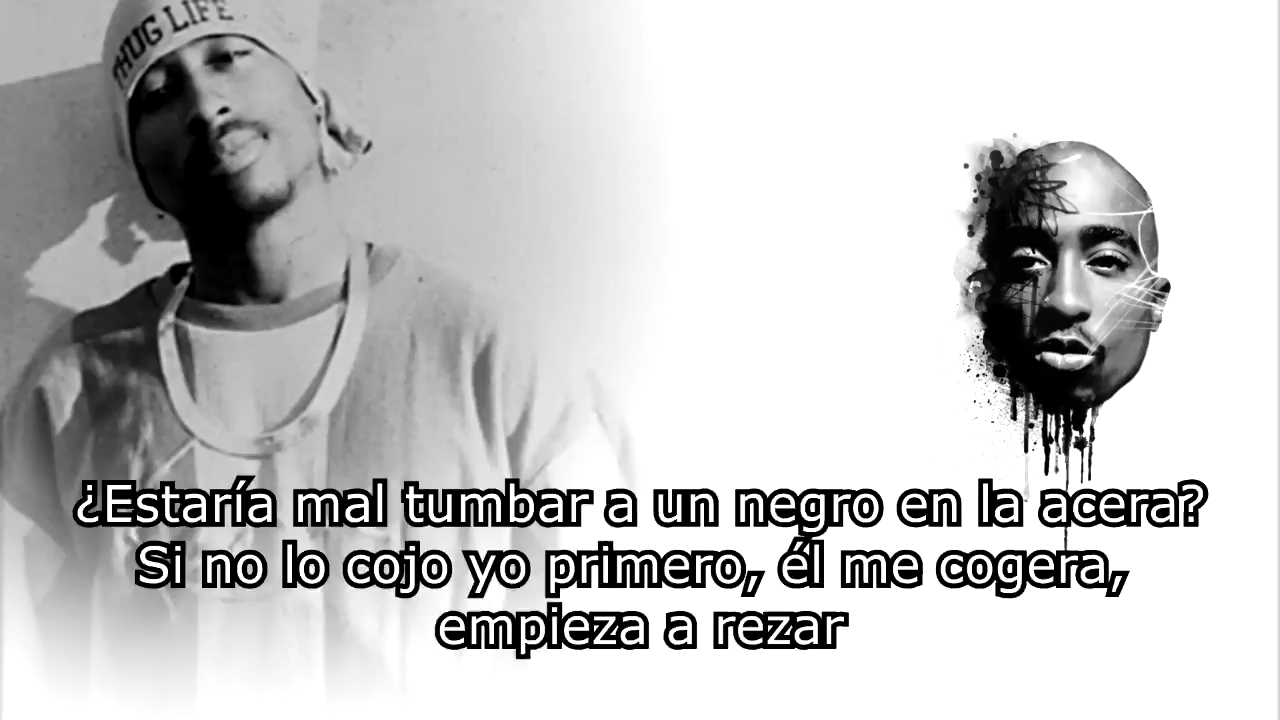 THUG LIFE
¿Estaría mal tumbar a un negro en la acera?
Si no lo cojo yo primero, él me cogera,
empieza a rezar